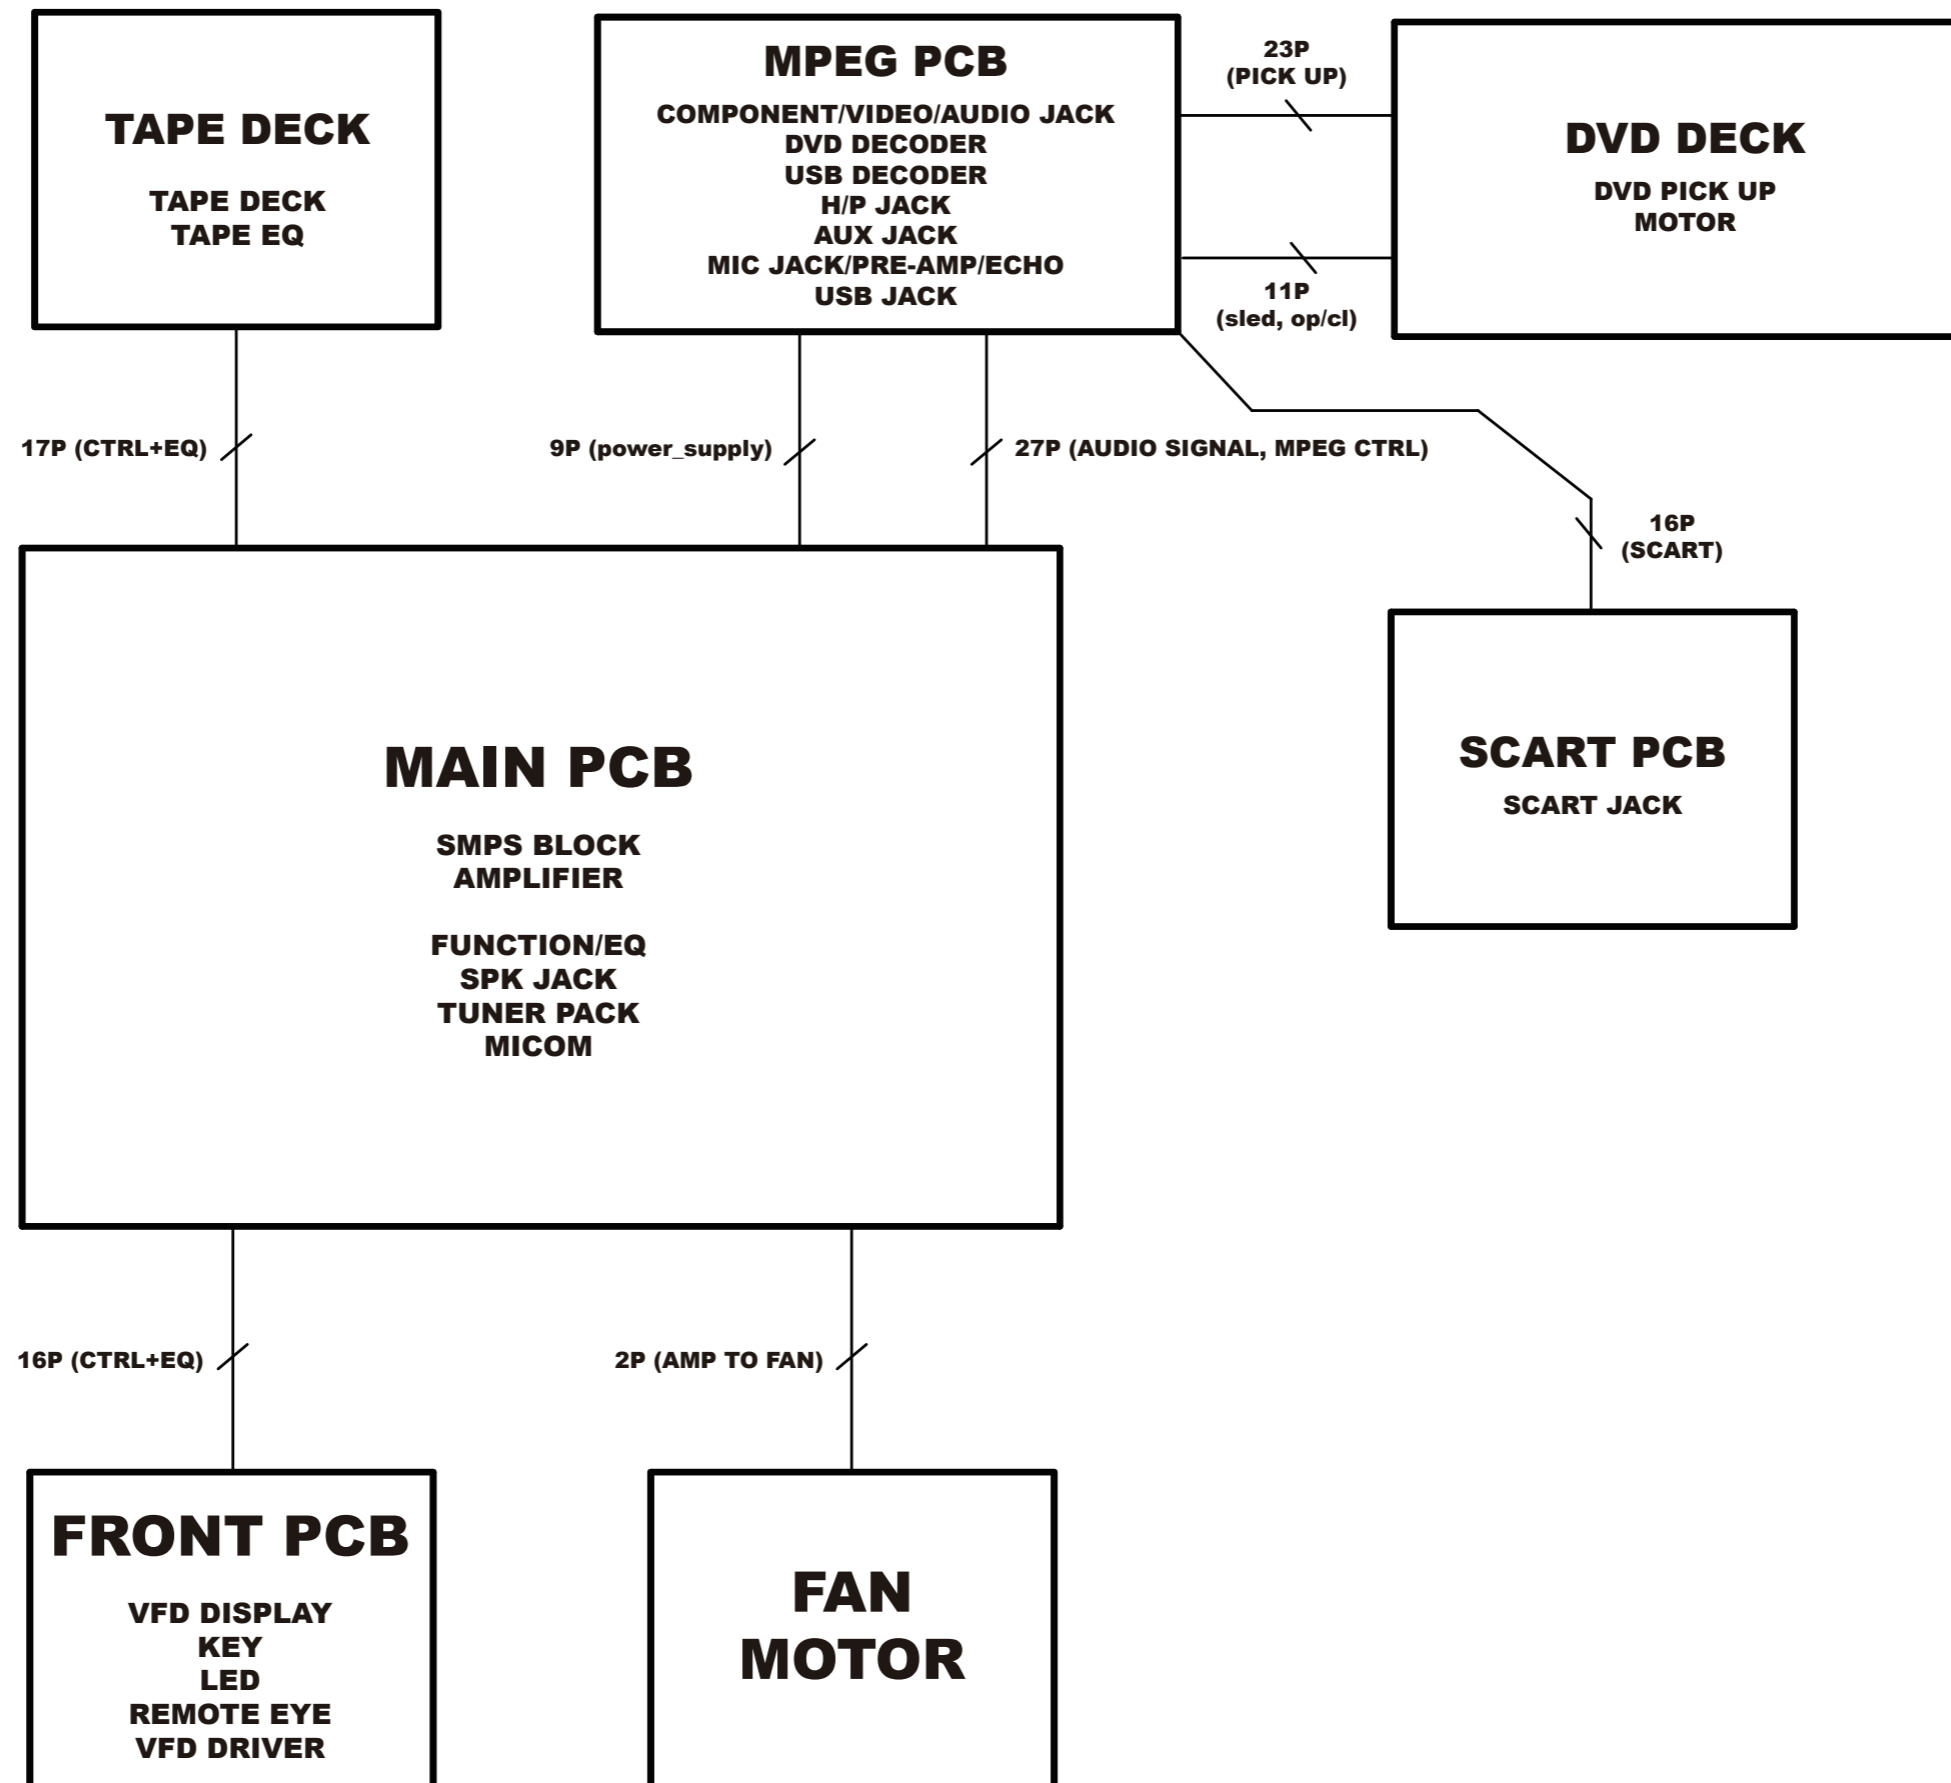 TAPE DECK
TAPE DECK
TAPE EQ
MPEG PCB
COMPONENT/VIDEO/AUDIO JACK
DVD DECODER
USB DECODER
H/P JACK
AUX JACK
MIC JACK/PRE-AMP/ECHO
USB JACK
23P
(PICK UP)
11P
(sled, op/cl)
DVD DECK
DVD PICK UP
MOTOR
17P (CTRL+EQ)
9P (power_supply)
27P (AUDIO SIGNAL, MPEG CTRL)
16P
(SCART)
MAIN PCB
SMPS BLOCK
AMPLIFIER
FUNCTION/EQ
SPK JACK
TUNER PACK
MICOM
SCART PCB
SCART JACK
16P (CTRL+EQ)
2P (AMP TO FAN)
FRONT PCB
VFD DISPLAY
KEY
LED
REMOTE EYE
VFD DRIVER
FAN
MOTOR